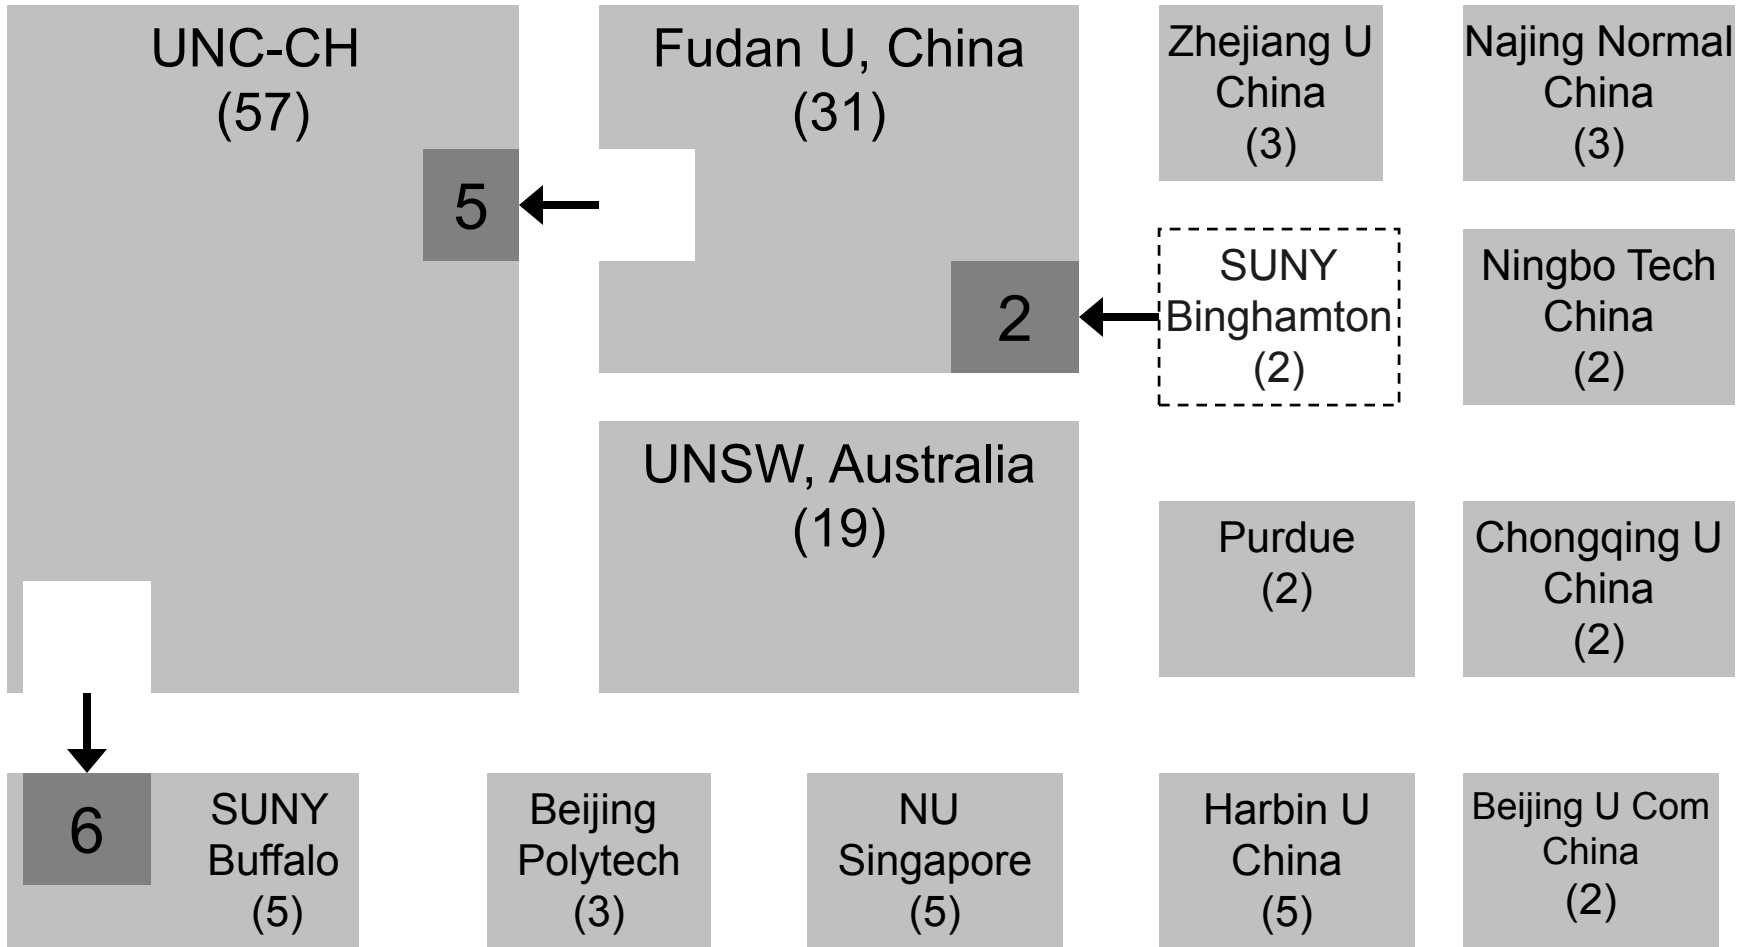 UNC-CH
(57)
5
Fudan U, China
(31)
2
Zhejiang U
China
(3)
Najing Normal
China
(3)
SUNY
Binghamton
(2)
Ningbo Tech
China
(2)
UNSW, Australia
(19)
Purdue
(2)
Chongqing U
China
(2)
6
SUNY
Buffalo
(5)
Beijing
Polytech
(3)
NU
Singapore
(5)
Harbin U
China
(5)
Beijing U Com
China
(2)